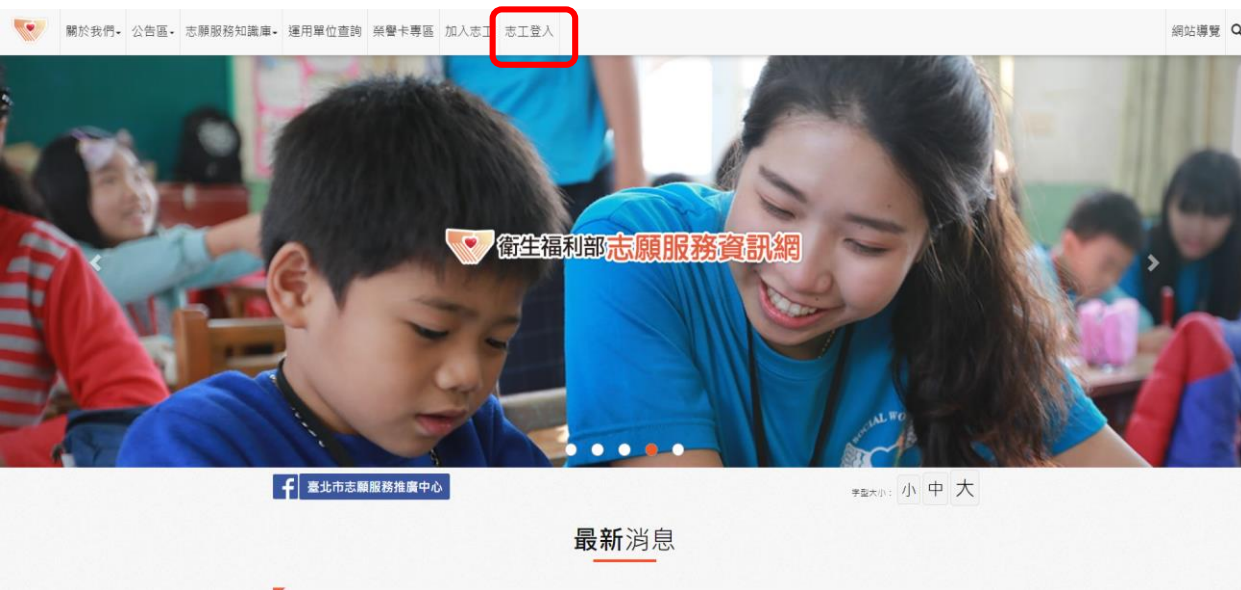 關於我們 公告區 志願服務知識庫 運用單位查詢 榮譽卡專區 加入志工 志工登入 網站導覽
衛生福利部志願服務資訊網
SOCIAL WO
臺北市志願服務推廣中心
字型大小: 小 中 大
最新消息